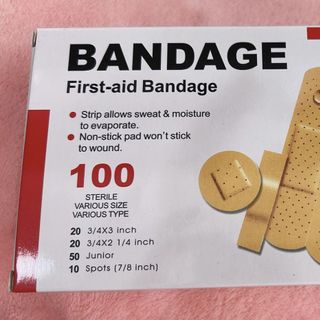 BANDAGE
First-aid Bandage
• Strip allows sweat & moisture
to evaporate.
• Non-stick pad won't stick
to wound.
100
STERILE
VARIOUS SIZE
VARIOUS TYPE
20 3/4X3 inch
20 3/4X2 1/4 inch
50 Junior
10 Spots (7/8 inch)